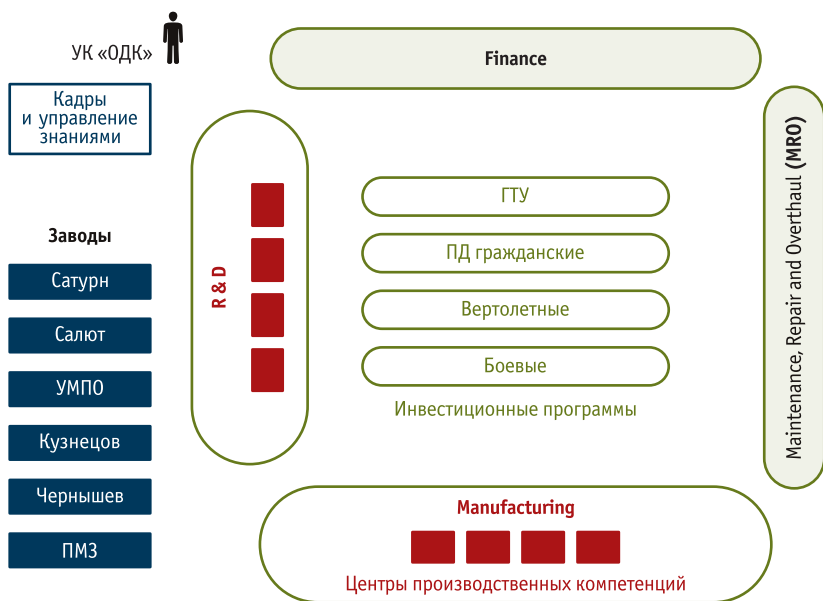 УК «ОДК»
Finance
Кадры
и управление
знаниями
Заводы
Сатурн
Салют
УМПО
Кузнецов
Чернышев
ПМЗ
R & D
ГТУ
ПД гражданские
Вертолетные
Боевые
Инвестиционные программы
Maintenance, Repair and Overthaul (MRO)
Manufacturing
Центры производственных компетенций